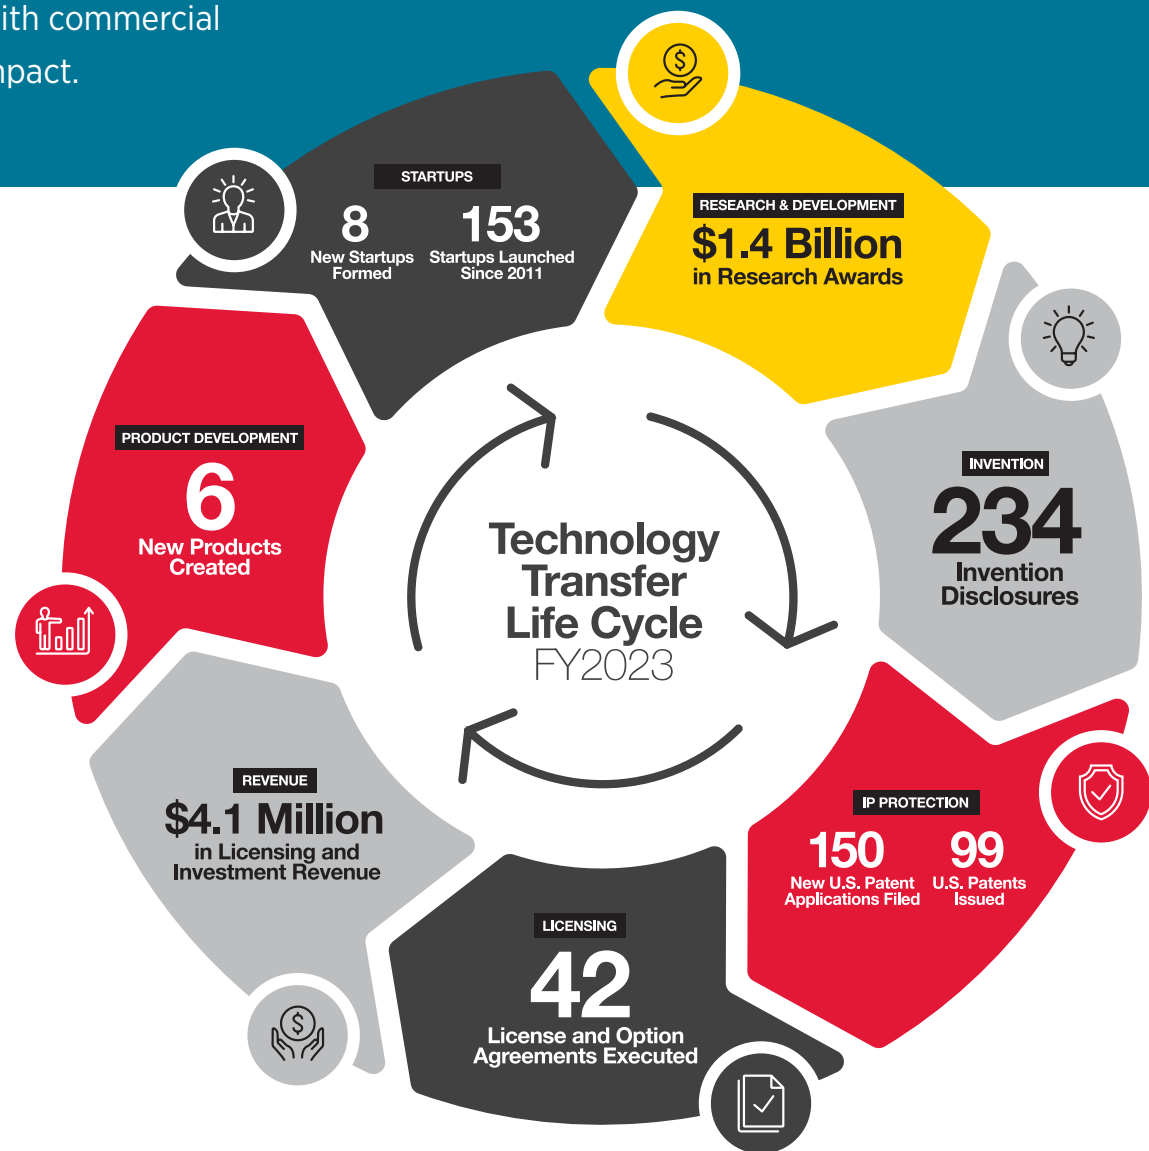 commercial
STARTUPS
8
New Startups
Formed
153
Startups Launched
Since 2011
$
RESEARCH & DEVELOPMENT
$1.4 Billion
in Research Awards
INVENTION
234
Invention
Disclosures
IP PROTECTION
150
New U.S. Patent
Applications Filed
99
U.S. Patents
Issued
LICENSING
42
License and Option
Agreements Executed
REVENUE
$4.1 Million
in Licensing and
Investment Revenue
$
PRODUCT DEVELOPMENT
6
New Products
Created
Technology
Transfer
Life Cycle
FY2023